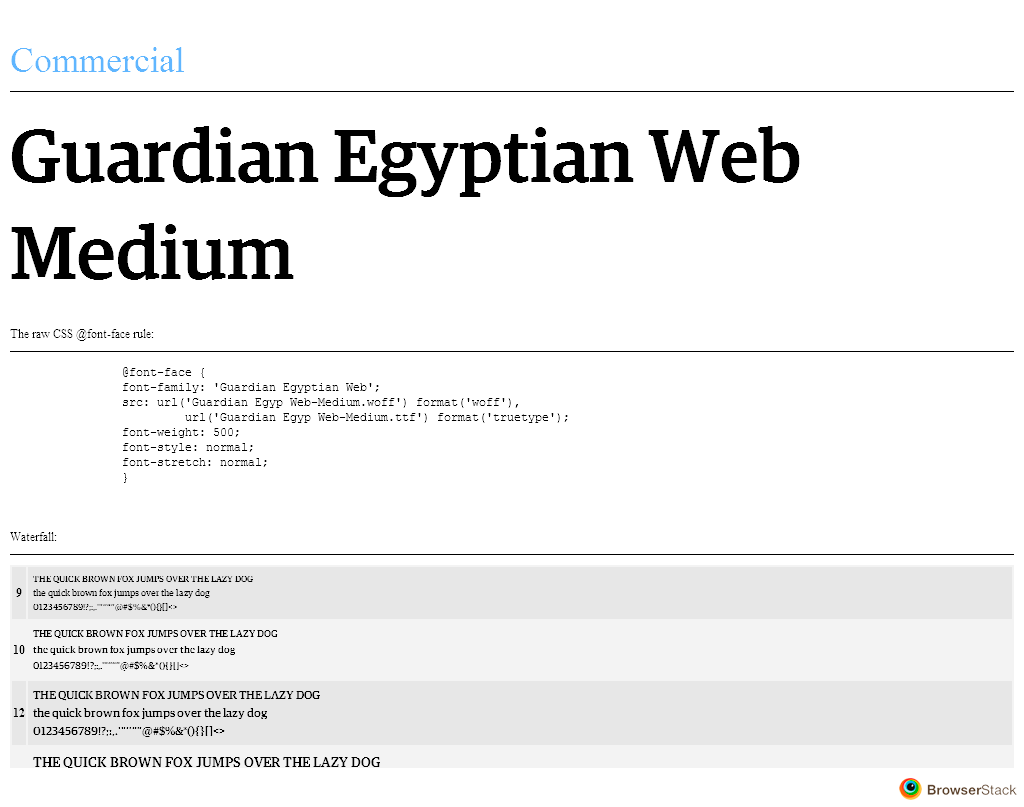 Commercial
Guardian Egyptian Web
Medium
The raw CSS @font-face rule:
@font-face {
font-family: 'Guardian Egyptian Web';
src: url('Guardian Egyp Web-Medium.woff') format('woff'),
url('Guardian Egyp Web-Medium.ttf') format('truetype');
font-weight: 500;
font-style: normal;
font-stretch: normal;
}
Waterfall:
THE QUICK BROWN FOX JUMPS OVER THE LAZY DOG
9 the quick brown fox jumps over the lazy dog
0123456789!?;:,.'"‘’“”@#$%&*(){}[]<>
THE QUICK BROWN FOX JUMPS OVER THE LAZY DOG
10 the quick brown fox jumps over the lazy dog
0123456789!?;:,.'"‘’“”@#$%&*(){}[]<>
THE QUICK BROWN FOX JUMPS OVER THE LAZY DOG
12 the quick brown fox jumps over the lazy dog
0123456789!?;:,.'"‘’“”@#$%&*(){}[]<>
THE QUICK BROWN FOX JUMPS OVER THE LAZY DOG
BrowserStack